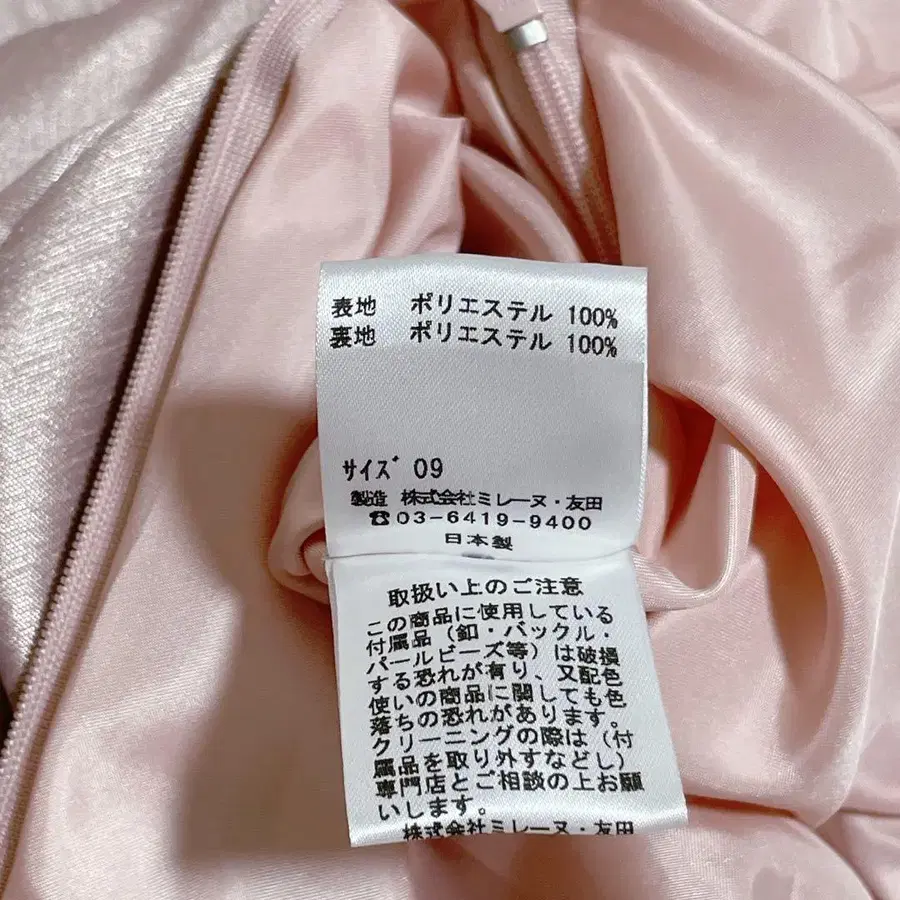 表地 ポリエステル 100%
裏地 ポリエステル 100%
サイズ 09
製造 株式会社ミレーヌ・友田
☎03-6419-9400
日本製
取扱い上のご注意
この商品に使用している
付属品（釦・バックル・
パールビーズ等）は破損
する恐れが有り、又配色
使いの商品に関しても色
落ちの恐れがあります。
クリーニングの際は（付
属品を取り外すなどし）
専門店とご相談の上お願
いします。
株式会社ミレーヌ・友田